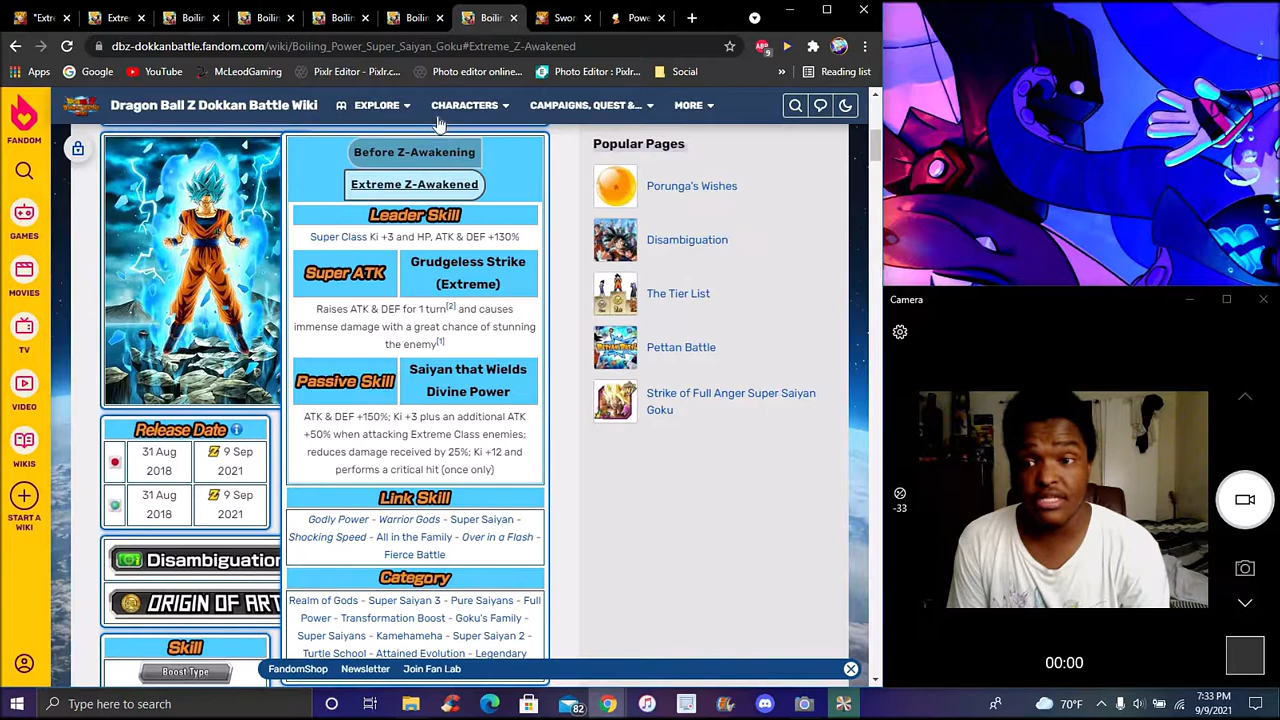 "Extre
Extre
Boilin
Boilin
Boilin
Boilin
Boilin
Swor
Powe
dbz-dokkanbattle.fandom.com/wiki/Boiling_Power_Super_Saiyan_Goku#Extreme_Z-Awakened
Apps
Google
YouTube
McLeodGaming
Pixlr Editor - Pixlr.c...
Photo editor online...
Photo Editor : Pixlr...
Social
Reading list
FANDOM
GAMES
MOVIES
TV
VIDEO
WIKIS
START A
WIKI
Dragon Ball Z Dokkan Battle Wiki
EXPLORE
CHARACTERS
CAMPAIGNS, QUEST &...
MORE
Before Z-Awakening
Extreme Z-Awakened
Leader Skill
Super Class Ki +3 and HP, ATK & DEF +130%
Super ATK
Grudgeless Strike
(Extreme)
Raises ATK & DEF for 1 turn[2] and causes
immense damage with a great chance of stunning
the enemy[1]
Passive Skill
Saiyan that Wields
Divine Power
ATK & DEF +150%; Ki +3 plus an additional ATK
+50% when attacking Extreme Class enemies;
reduces damage received by 25%; Ki +12 and
performs a critical hit (once only)
Link Skill
Godly Power - Warrior Gods - Super Saiyan -
Shocking Speed - All in the Family - Over in a Flash -
Fierce Battle
Category
Realm of Gods - Super Saiyan 3 - Pure Saiyans - Full
Power - Transformation Boost - Goku's Family -
Super Saiyans - Kamehameha - Super Saiyan 2 -
Turtle School - Attained Evolution - Legendary
Release Date
31 Aug
2018
9 Sep
2021
31 Aug
2018
9 Sep
2021
Disambiguation
ORIGIN OF ART
Skill
Boost Type
Popular Pages
Porunga's Wishes
Disambiguation
The Tier List
Pettan Battle
Strike of Full Anger Super Saiyan
Goku
FandomShop
Newsletter
Join Fan Lab
Camera
-33
00:00
Type here to search
82
70°F
7:33 PM
9/9/2021